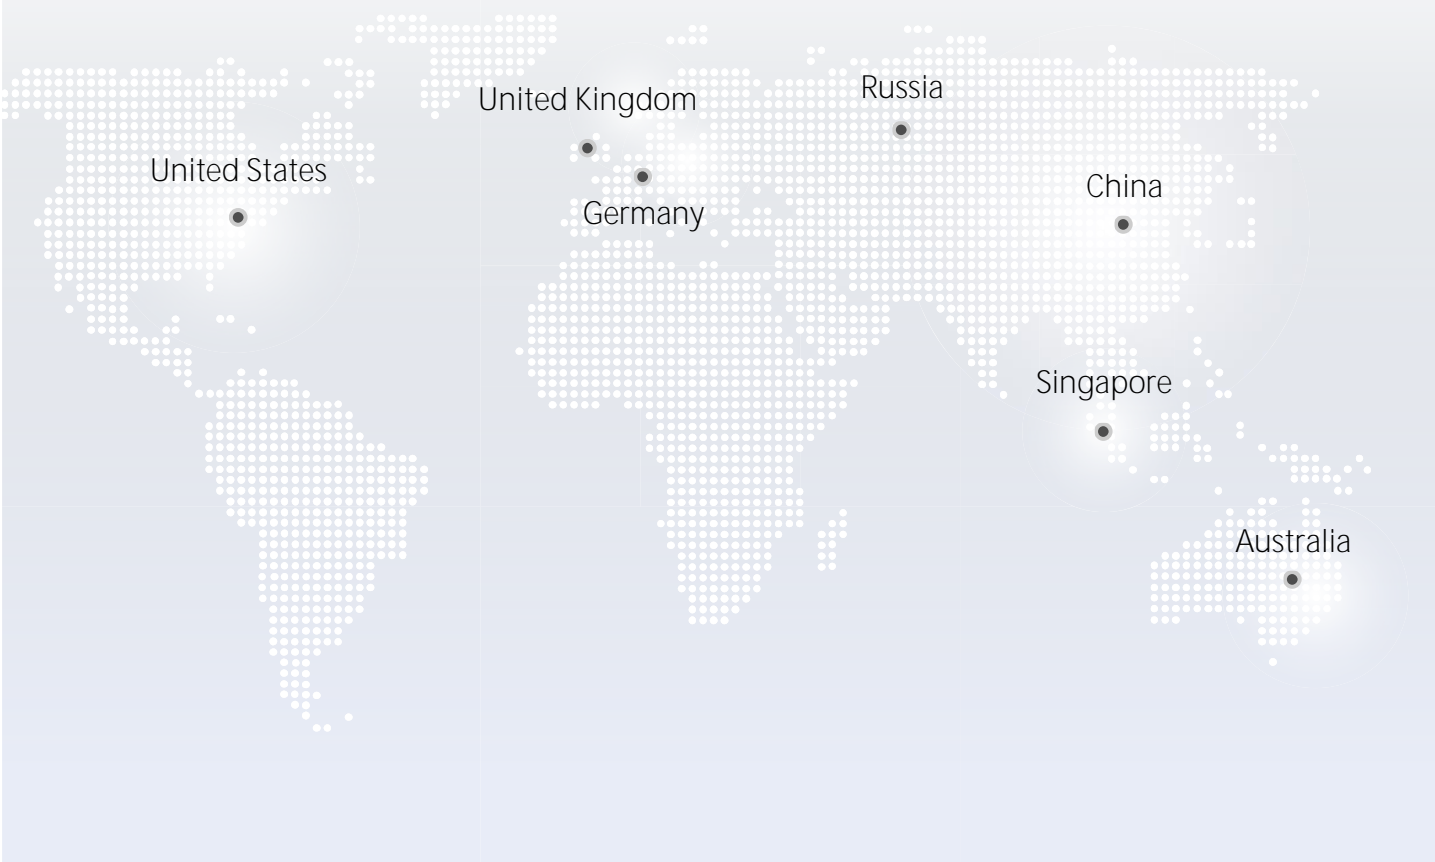 Russia
United Kingdom
United States
China
Germany
Singapore
Australia